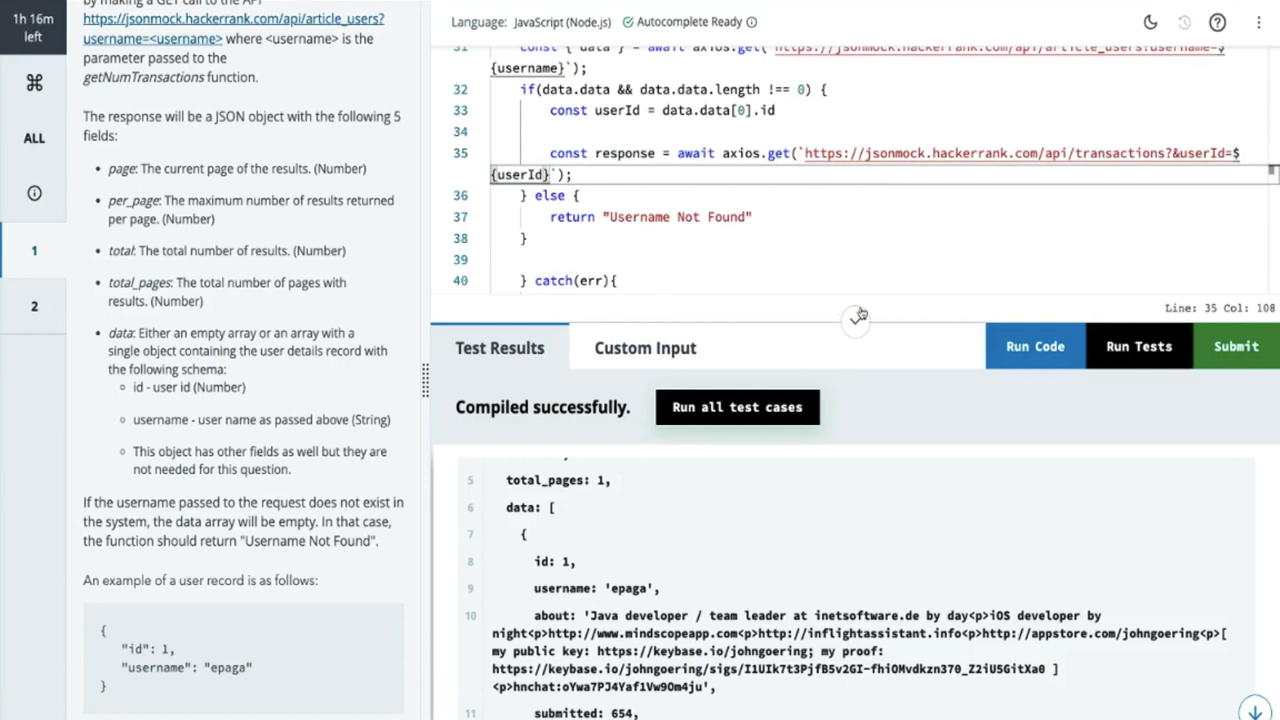 1h 16m
left
ALL
1
2
by making a GET call to the API
https://jsonmock.hackerrank.com/api/article_users?
username=<username> where <username> is the
parameter passed to the
getNumTransactions function.
The response will be a JSON object with the following 5
fields:
• page: The current page of the results. (Number)
• per_page: The maximum number of results returned
per page. (Number)
• total: The total number of results. (Number)
• total_pages: The total number of pages with
results. (Number)
• data: Either an empty array or an array with a
single object containing the user details record with
the following schema:
id - user id (Number)
username - user name as passed above (String)
This object has other fields as well but they are
not needed for this question.
If the username passed to the request does not exist in
the system, the data array will be empty. In that case,
the function should return "Username Not Found".
An example of a user record is as follows:
{
"id": 1,
"username": "epaga"
}
Language: JavaScript (Node.js) Autocomplete Ready
31 const { data } = await axios.get(`https://jsonmock.hackerrank.com/api/article_users?username=$
{username}`);
32 if(data.data && data.data.length !== 0) {
33 const userId = data.data[0].id
34
35 const response = await axios.get(`https://jsonmock.hackerrank.com/api/transactions?&userId=$
{userId}`);
36 } else {
37 return "Username Not Found"
38 }
39
40 } catch(err){
Line: 35 Col: 108
Test Results Custom Input Run Code Run Tests Submit
Compiled successfully. Run all test cases
5 total_pages: 1,
6 data: [
7 {
8 id: 1,
9 username: 'epaga',
10 about: 'Java developer / team leader at inetsoftware.de by day<p>iOS developer by
night<p>http://www.mindscopeapp.com<p>http://inflightassistant.info<p>http://appstore.com/johngoering<p>[
my public key: https://keybase.io/johngoering; my proof:
https://keybase.io/johngoering/sigs/I1UIk7t3PjfB5v2GI-fhiOMvdkzn370_Z2iU5GitXa0 ]
<p>hnchat:oYwa7PJ4Yaf1Vw9Om4ju',
11 submitted: 654,